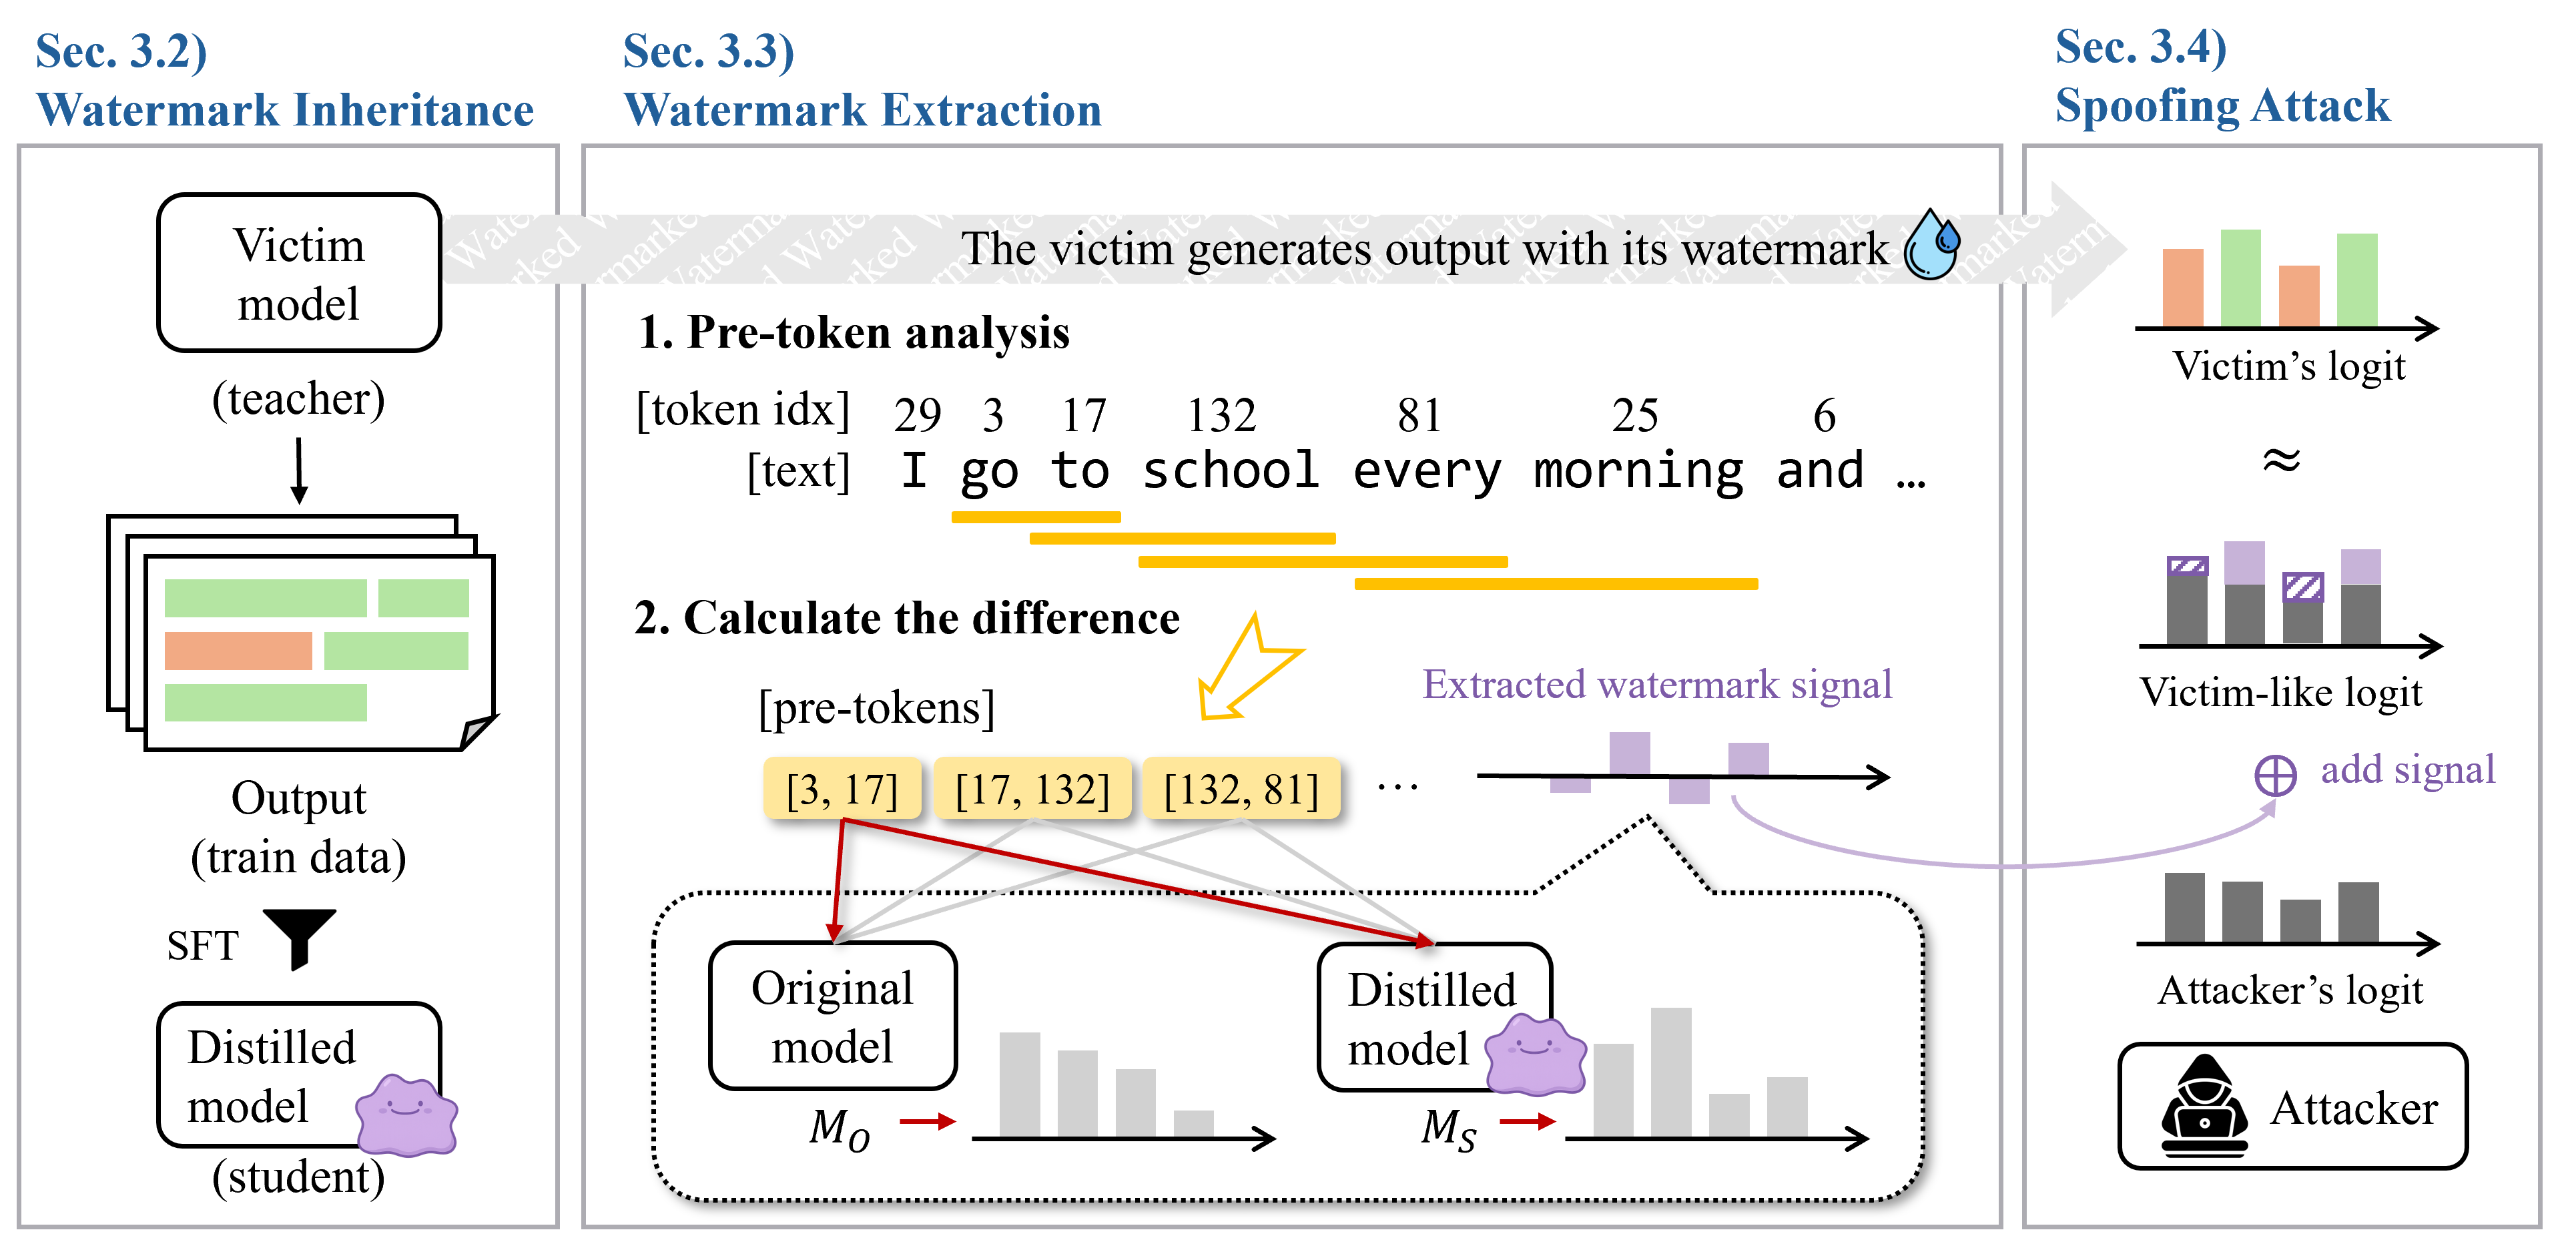 Sec. 3.2)
Watermark Inheritance
Victim
model
(teacher)
Output
(train data)
SFT
Distilled
model
(student)
Sec. 3.3)
Watermark Extraction
The victim generates output with its watermark
1. Pre-token analysis
[token idx] 29 3 17 132 81 25 6
[text] I go to school every morning and ...
2. Calculate the difference
[pre-tokens]
[3, 17] [17, 132] [132, 81] ...
Extracted watermark signal
Original
model
M_O
Distilled
model
M_S
Sec. 3.4)
Spoofing Attack
Victim's logit
≈
Victim-like logit
⊕ add signal
Attacker's logit
Attacker